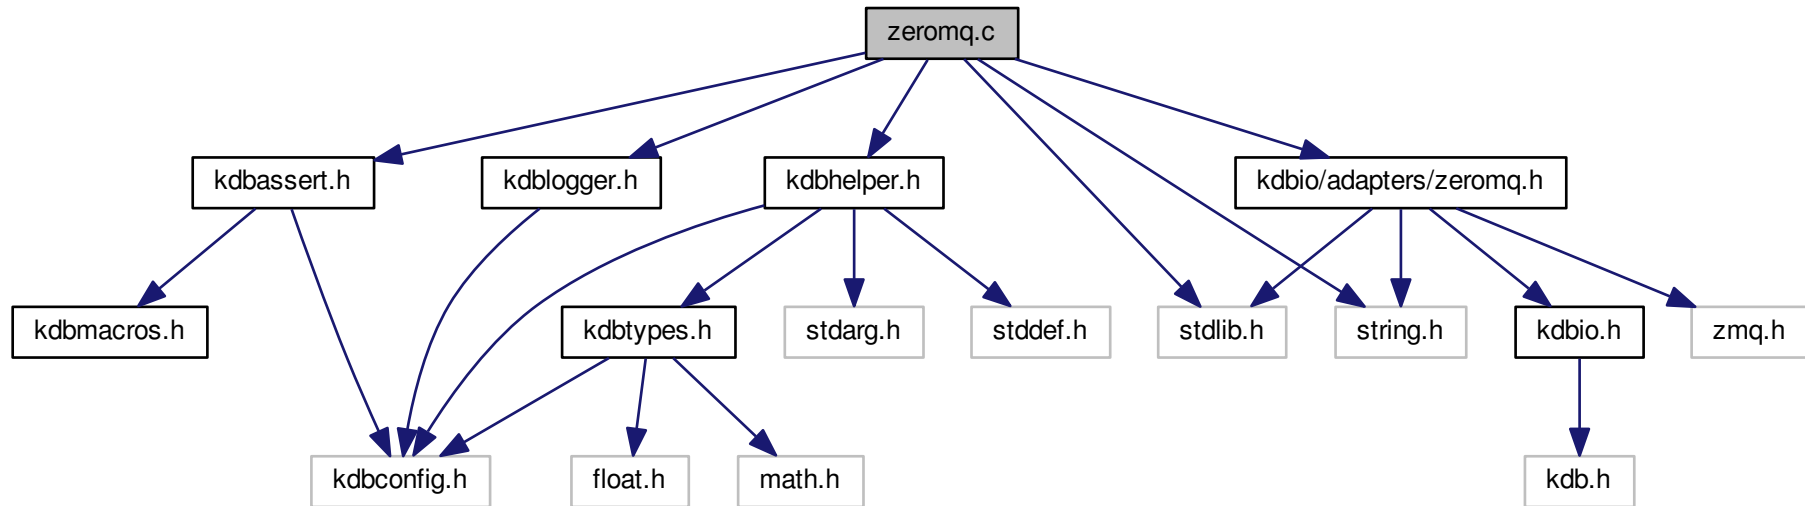 zeromq.c
kdbassert.h
kdblogger.h
kdbhelper.h
kdbio/adapters/zeromq.h
kdbmacros.h
kdbtypes.h
stdarg.h
stddef.h
stdlib.h
string.h
kdbio.h
zmq.h
kdbconfig.h
float.h
math.h
kdb.h